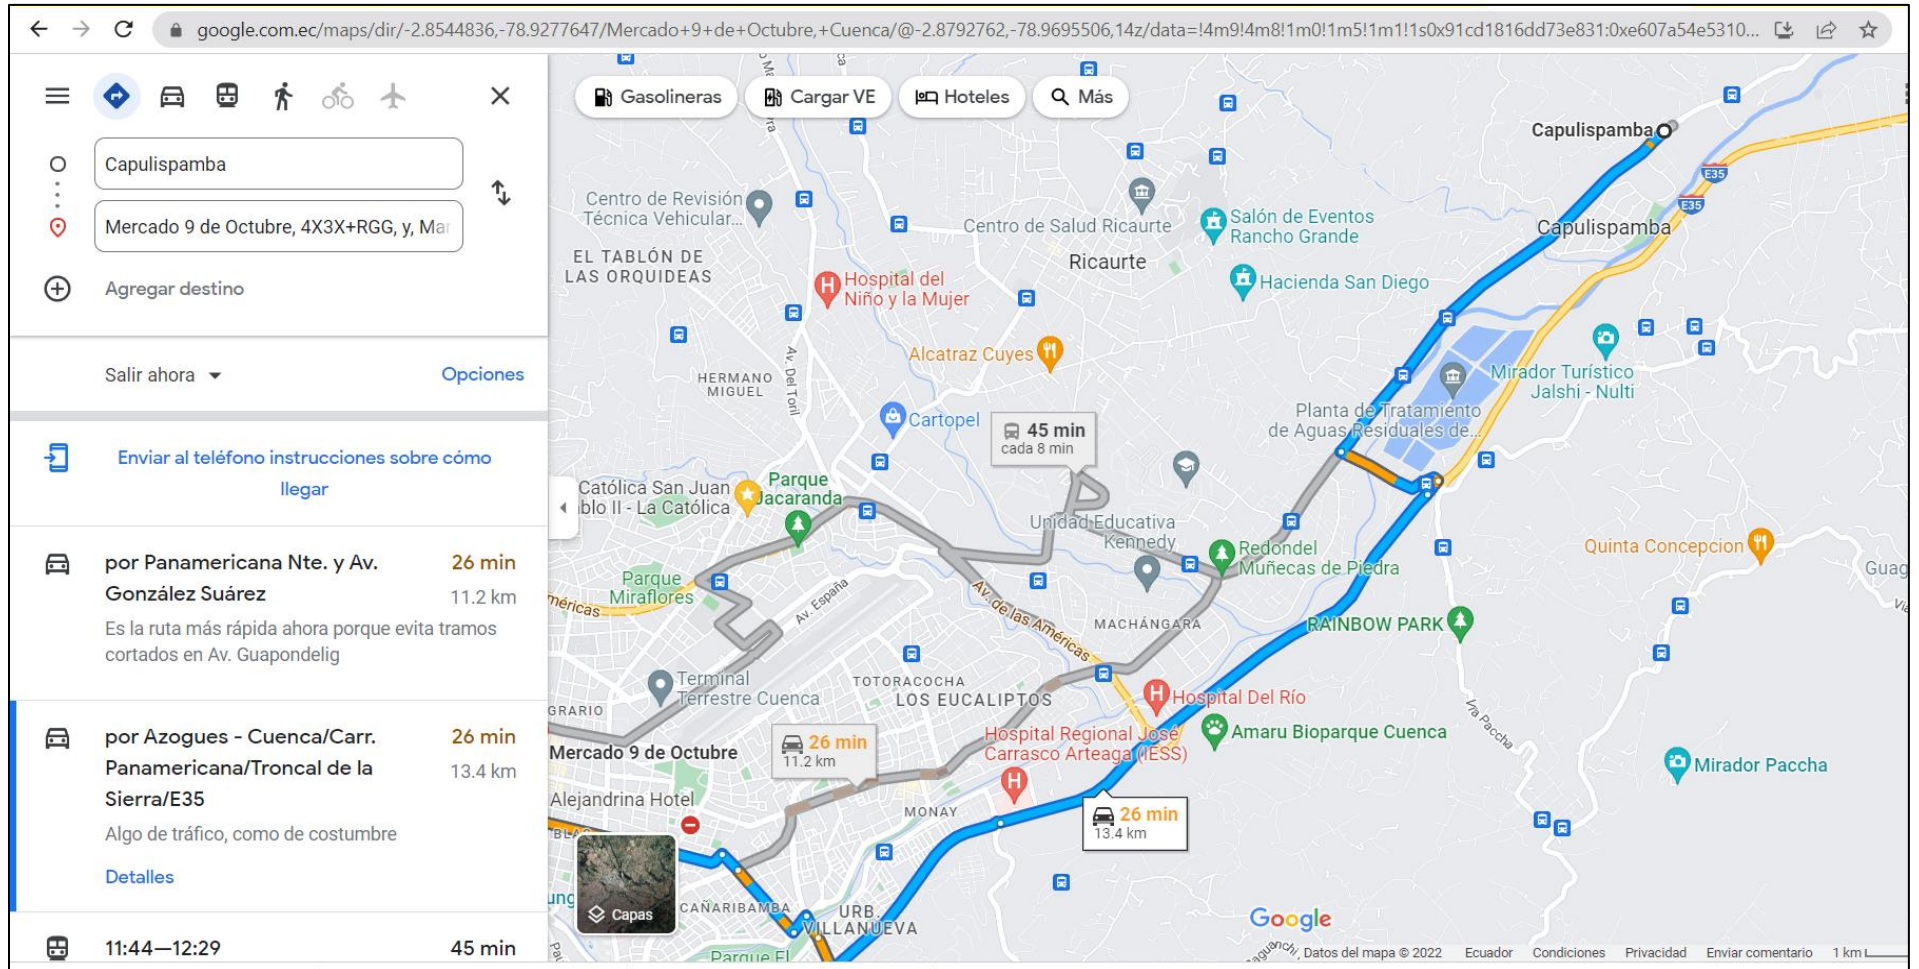 google.com.ec/maps/dir/-2.8544836,-78.9277647/Mercado+9+de+Octubre,+Cuenca/@-2.8792762,-78.9695506,14z/data=!4m9!4m8!1m0!1m5!1m1!1s0x91cd1816dd73e831:0xe607a54e5310...
Capulispamba
Mercado 9 de Octubre, 4X3X+RGG, y, Mar
Agregar destino
Salir ahora
Opciones
Enviar al teléfono instrucciones sobre cómo
llegar
por Panamericana Nte. y Av.
González Suárez
26 min
11.2 km
Es la ruta más rápida ahora porque evita tramos
cortados en Av. Guapondelig
por Azogues - Cuenca/Carr.
Panamericana/Troncal de la
Sierra/E35
26 min
13.4 km
Algo de tráfico, como de costumbre
Detalles
11:44—12:29
45 min
Gasolineras
Cargar VE
Hoteles
Más
Capulispamba
E35
E35
Capulispamba
Centro de Revisión
Técnica Vehicular...
Centro de Salud Ricaurte
Salón de Eventos
Rancho Grande
EL TABLÓN DE
LAS ORQUIDEAS
Ricaurte
Hospital del
Niño y la Mujer
Hacienda San Diego
Alcatraz Cuyes
Av. Del Toril
HERMANO
MIGUEL
Mirador Turístico
Jalshi - Nulti
Cartopel
Planta de Tratamiento
de Aguas Residuales de...
45 min
cada 8 min
Católica San Juan
blo II - La Católica
Parque
Jacaranda
Unidad Educativa
Kennedy
Redondel
Muñecas de Piedra
Quinta Concepcion
Guag
Vía
Parque
Miraflores
méricas
Av. España
Av. de las Américas
MACHÁNGARA
RAINBOW PARK
Terminal
Terrestre Cuenca
TOTORACOCHA
LOS EUCALIPTOS
Hospital Del Río
GRARIO
Vía Paccha
Mercado 9 de Octubre
26 min
11.2 km
Hospital Regional José
Carrasco Arteaga (IESS)
Amaru Bioparque Cuenca
Mirador Paccha
Alejandrina Hotel
MONAY
26 min
13.4 km
BLA
ung
Capas
CAÑARIBAMBA
URB.
VILLANUEVA
Parque El
Google
Datos del mapa © 2022
Ecuador
Condiciones
Privacidad
Enviar comentario
1 km